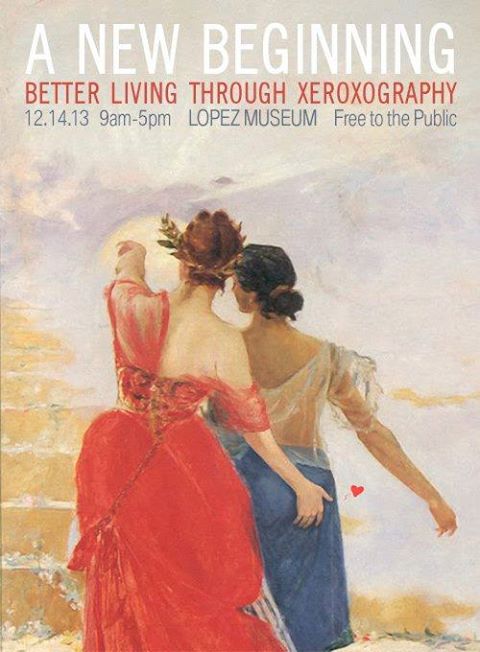 A NEW BEGINNING
BETTER LIVING THROUGH XEROXOGRAPHY
12.14.13 9am-5pm LOPEZ MUSEUM Free to the Public